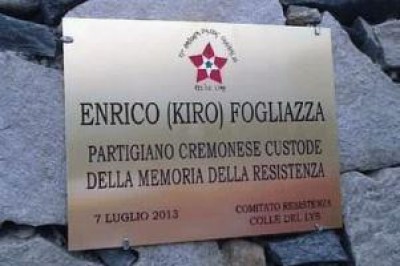 ENRICO (KIRO) FOGLIAZZA
PARTIGIANO CREMONESE CUSTODE
DELLA MEMORIA DELLA RESISTENZA
7 LUGLIO 2013
COMITATO RESISTENZA
COLLE DEL LYS